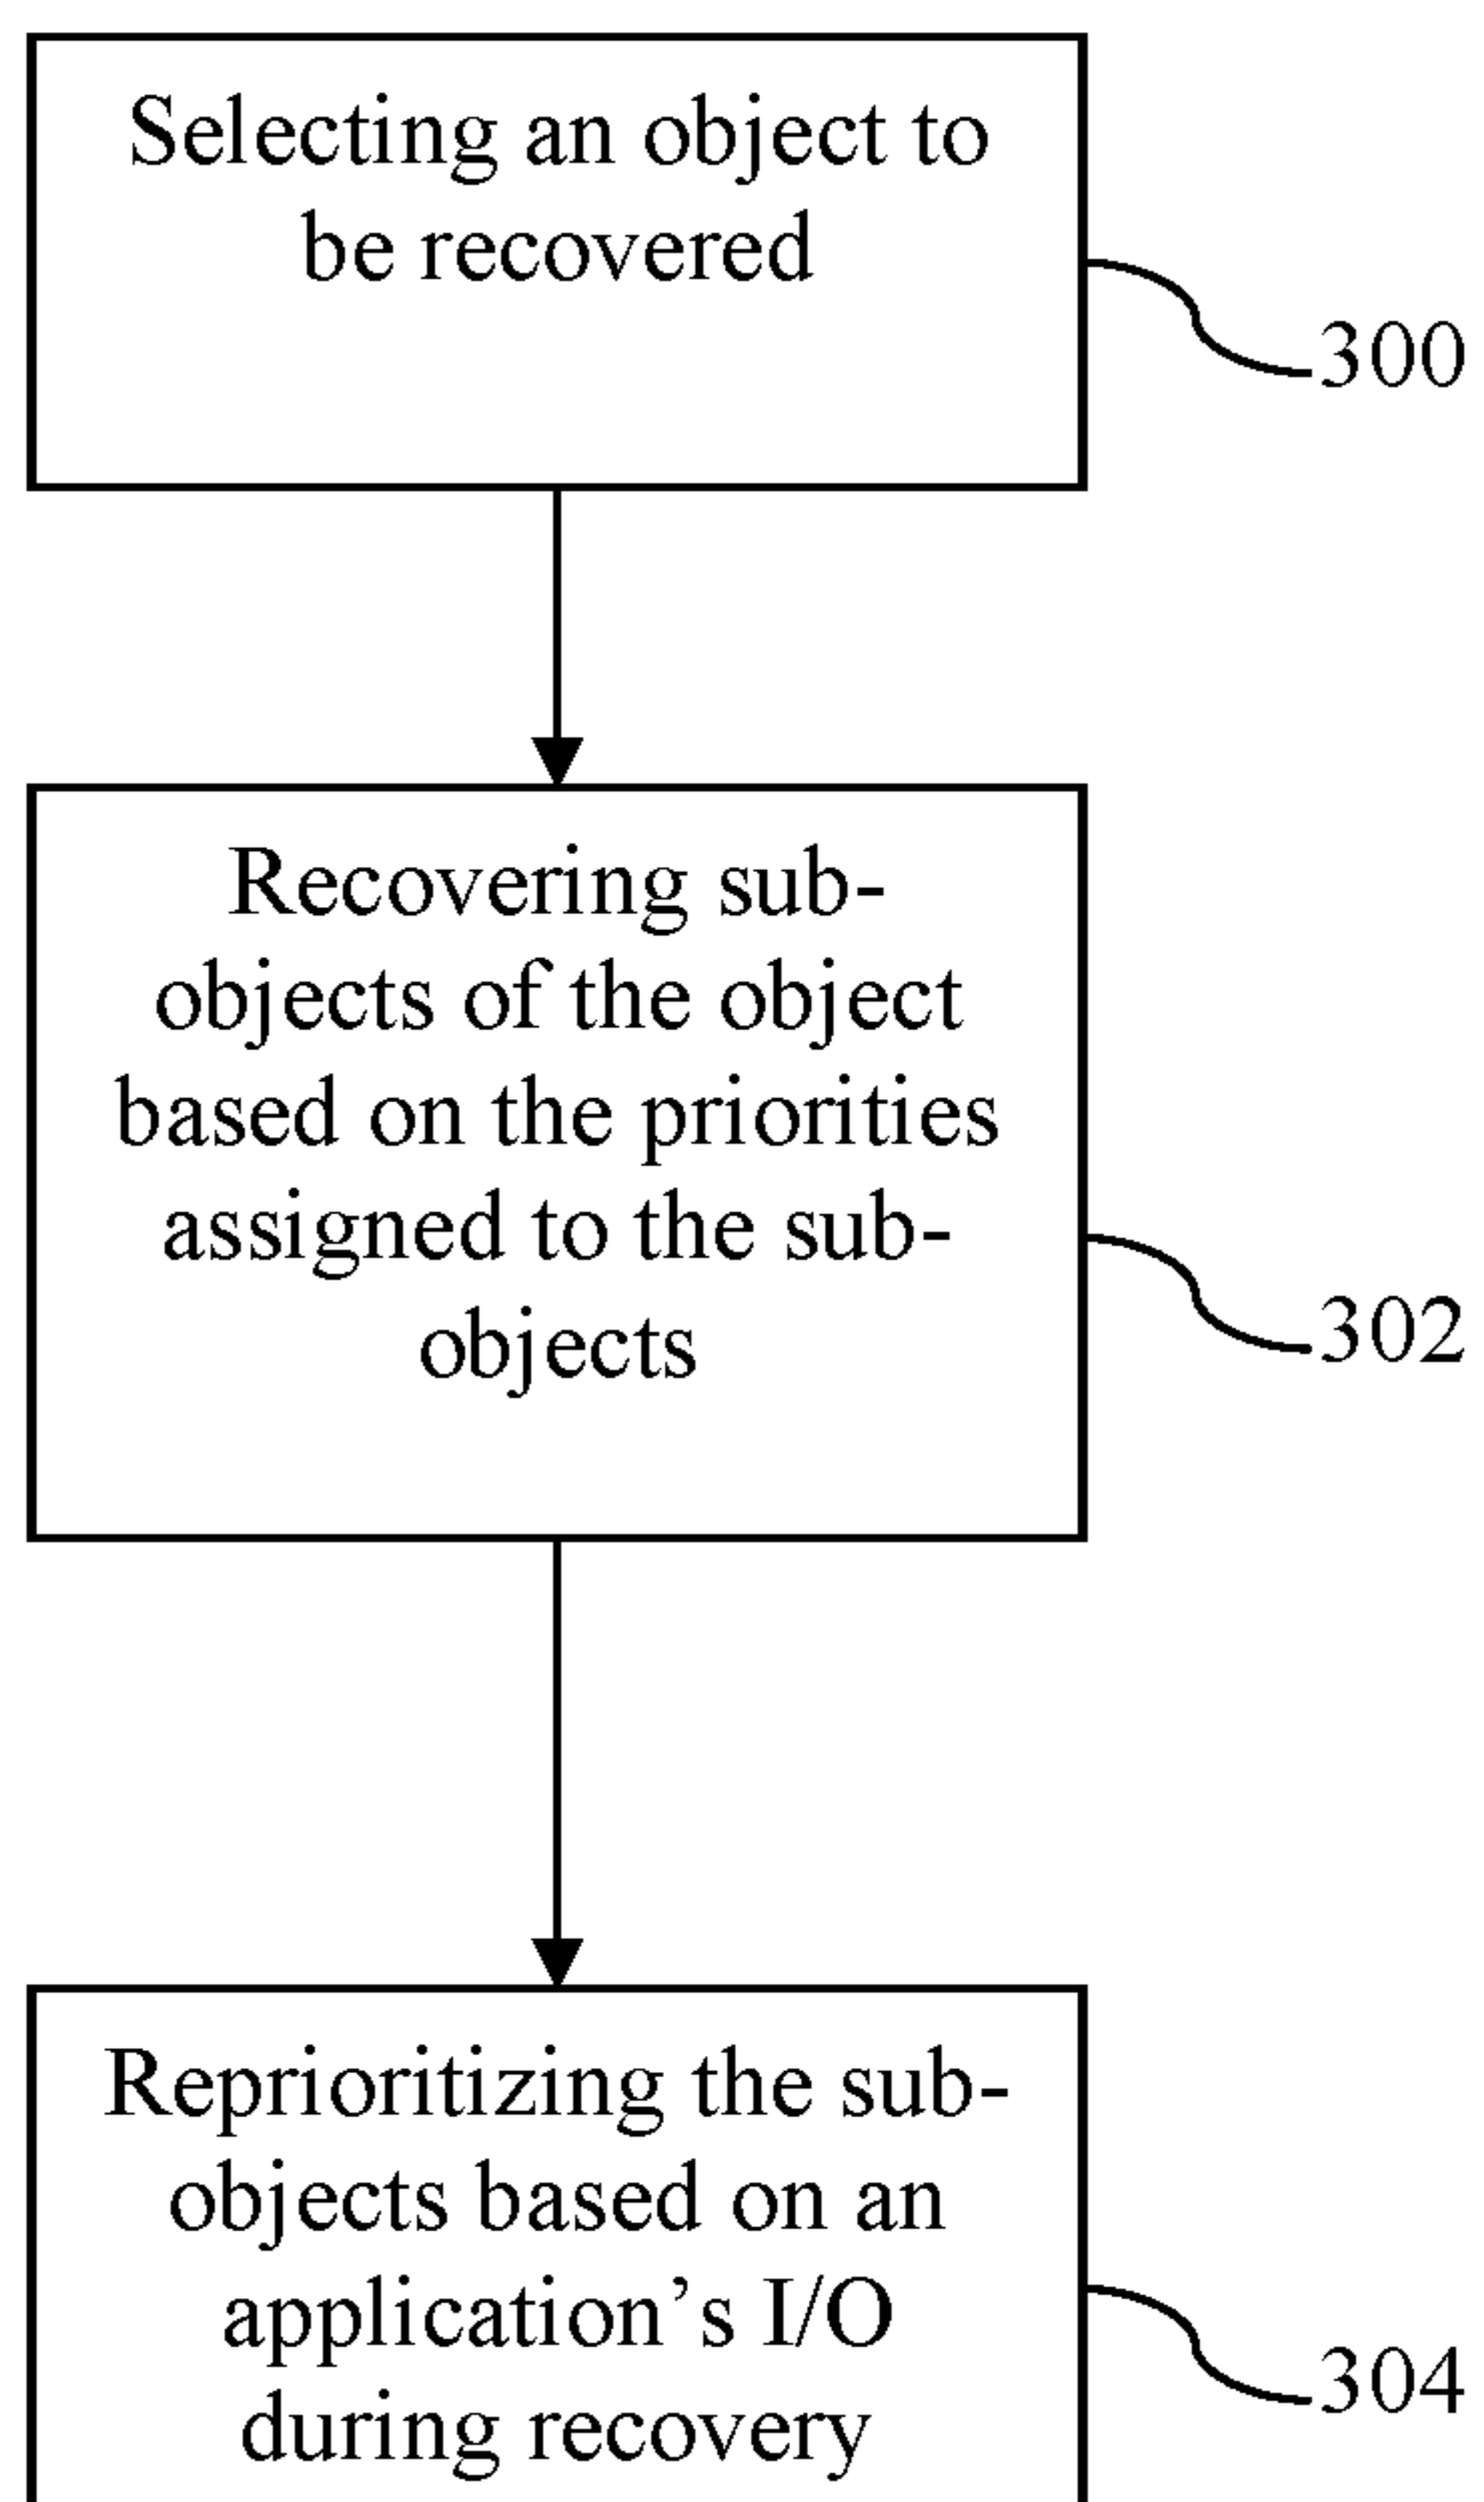 Selecting an object to
be recovered
300
Recovering sub-
objects of the object
based on the priorities
assigned to the sub-
objects
302
Reprioritizing the sub-
objects based on an
application’s I/O
during recovery
304